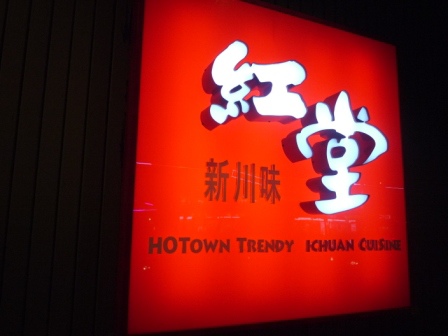 紅堂
新川味
HOTOWN TRENDY ICHUAN CUISINE